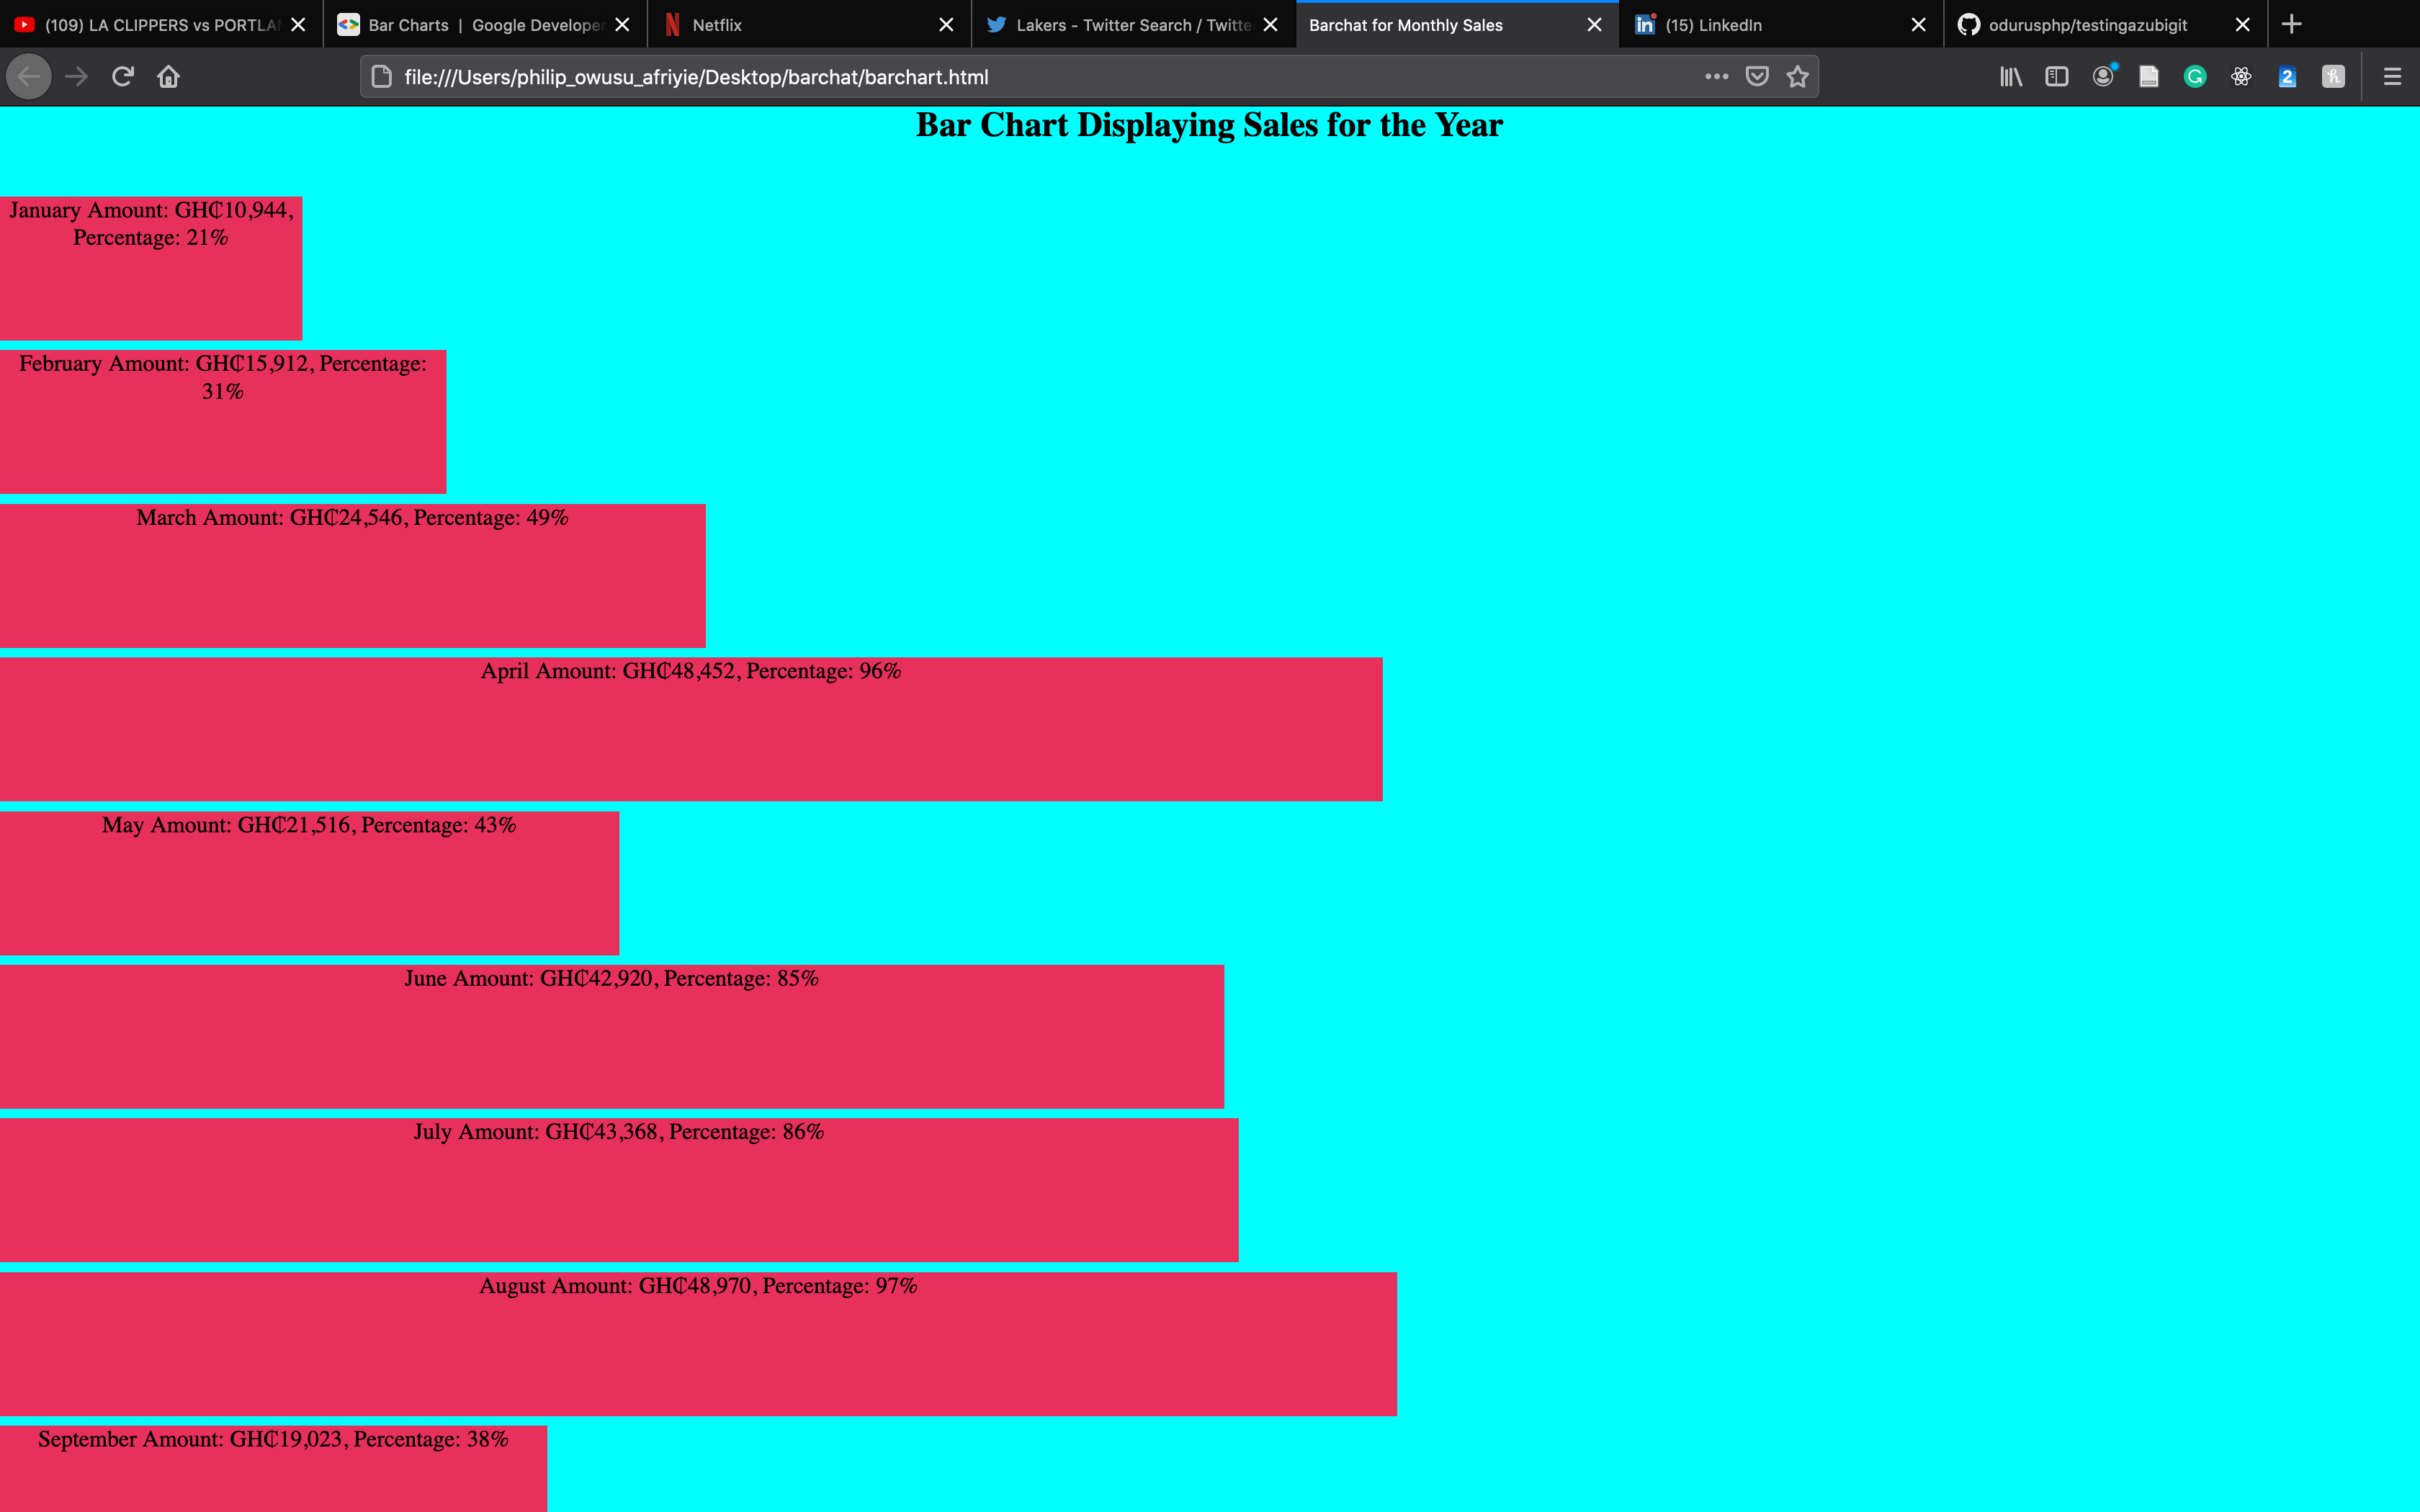 (109) LA CLIPPERS vs PORTLA
Bar Charts | Google Developer
Netflix
Lakers - Twitter Search / Twitte
Barchat for Monthly Sales
in (15) LinkedIn
odurusphp/testingazubigit
file:///Users/philip_owusu_afriyie/Desktop/barchat/barchart.html
2
Bar Chart Displaying Sales for the Year
January Amount: GH₵10,944,
Percentage: 21%
February Amount: GH₵15,912, Percentage:
31%
March Amount: GH₵24,546, Percentage: 49%
April Amount: GH₵48,452, Percentage: 96%
May Amount: GH₵21,516, Percentage: 43%
June Amount: GH₵42,920, Percentage: 85%
July Amount: GH₵43,368, Percentage: 86%
August Amount: GH₵48,970, Percentage: 97%
September Amount: GH₵19,023, Percentage: 38%